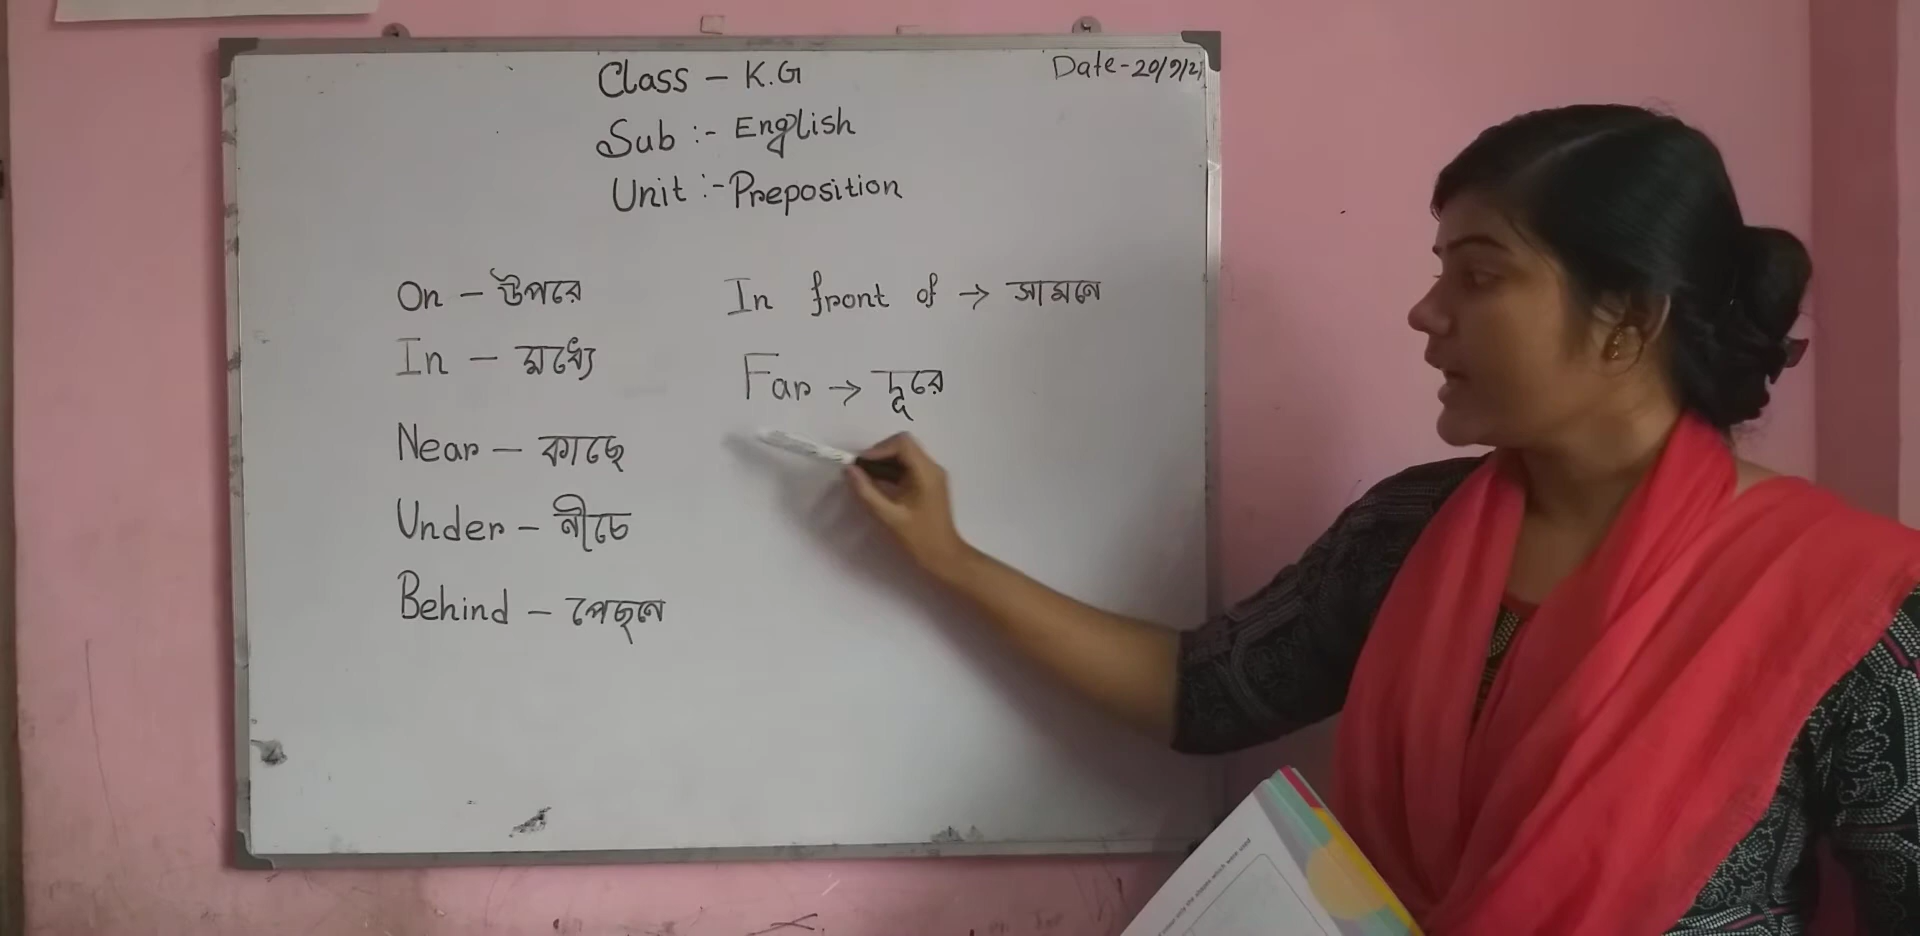 Class – K.G
Date-20/9/21
Sub :- English
Unit :- Preposition
On – উপরে
In – মধ্যে
Near – কাছে
Under – নীচে
Behind – পেছনে
In front of → সামনে
Far → দূরে